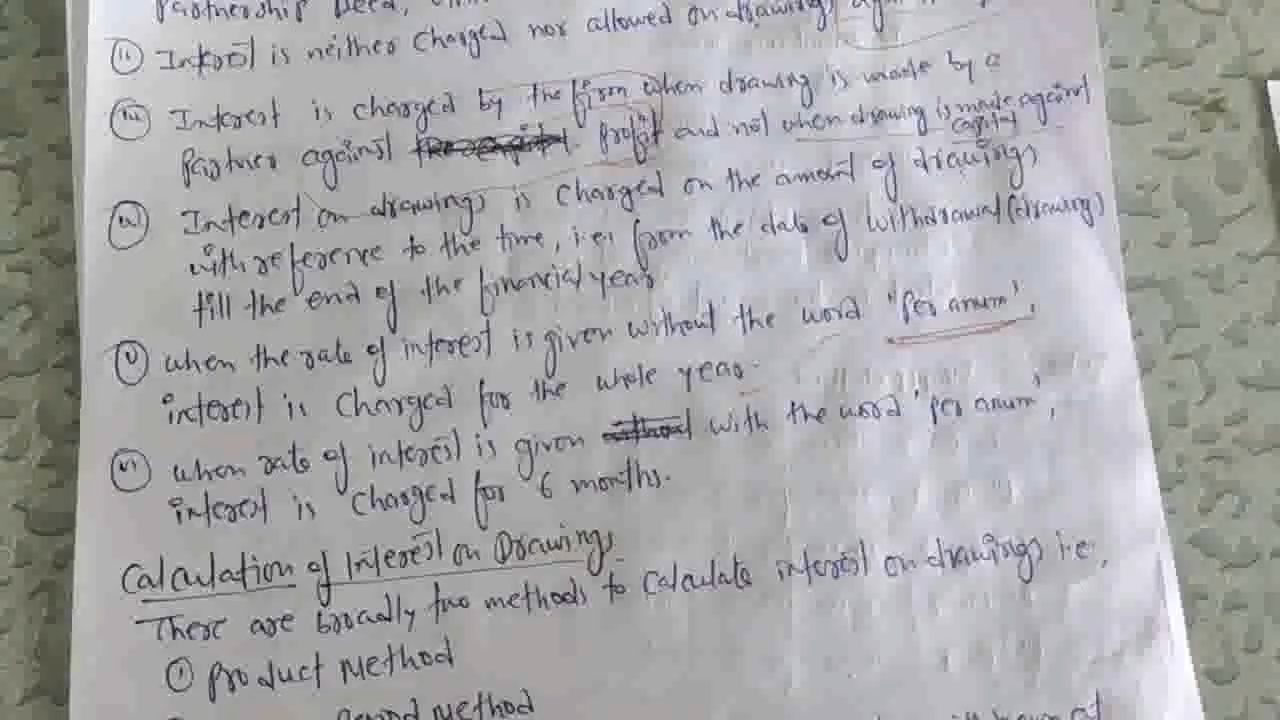 Partnership Deed,
(ii) Interest is neither charged nor allowed on drawings
(iii) Interest is charged by the firm when drawing is made by a
Partner against Profit and not when drawing is made against
capital
(iv) Interest on drawings is charged on the amount of drawings
with reference to the time, i.e. from the date of withdrawal (drawings)
till the end of the financial year
(v) when the rate of interest is given without the word 'Per anum',
interest is charged for the whole year.
(vi) when rate of interest is given with the word 'per anum',
interest is charged for 6 months.
Calculation of Interest on Drawings
There are broadly two methods to calculate interest on drawings i.e.,
(i) Product Method
Method